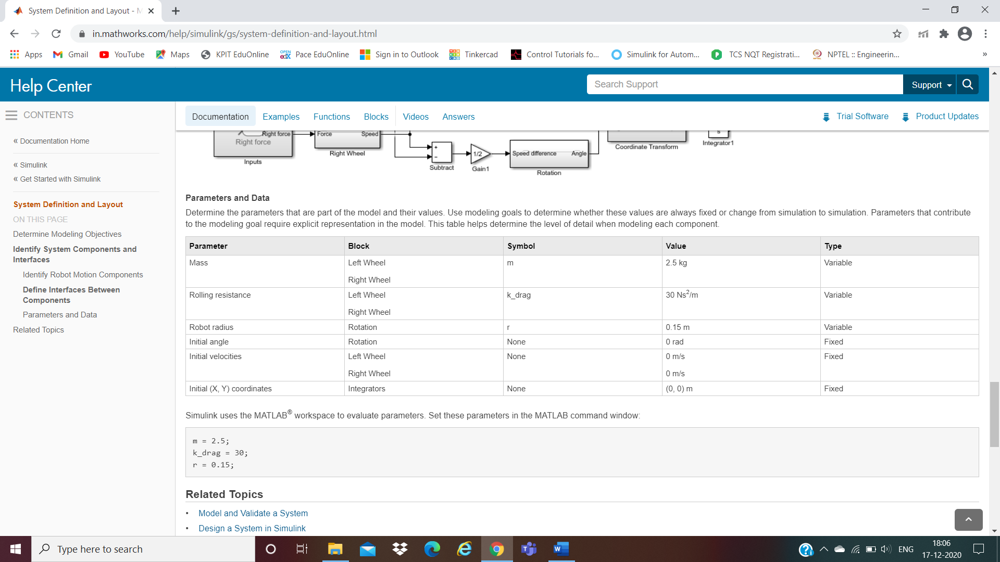 System Definition and Layout - M
in.mathworks.com/help/simulink/gs/system-definition-and-layout.html
Apps Gmail YouTube Maps KPIT EduOnline OPEN edX Pace EduOnline Sign in to Outlook Tinkercad Control Tutorials fo... Simulink for Autom... TCS NQT Registrati... NPTEL :: Engineerin... »
Help Center
Search Support
Support
CONTENTS
« Documentation Home
« Simulink
« Get Started with Simulink
System Definition and Layout
ON THIS PAGE
Determine Modeling Objectives
Identify System Components and
Interfaces
Identify Robot Motion Components
Define Interfaces Between
Components
Parameters and Data
Related Topics
Documentation Examples Functions Blocks Videos Answers
Trial Software Product Updates
Right force
Right force
Inputs
Force Speed
Right Wheel
+
−
Subtract
1/2
Gain1
Speed difference Angle
Rotation
Coordinate Transform
s
Integrator1
Parameters and Data
Determine the parameters that are part of the model and their values. Use modeling goals to determine whether these values are always fixed or change from simulation to simulation. Parameters that contribute
to the modeling goal require explicit representation in the model. This table helps determine the level of detail when modeling each component.
Parameter Block Symbol Value Type
Mass Left Wheel m 2.5 kg Variable
Right Wheel
Rolling resistance Left Wheel k_drag 30 Ns²/m Variable
Right Wheel
Robot radius Rotation r 0.15 m Variable
Initial angle Rotation None 0 rad Fixed
Initial velocities Left Wheel None 0 m/s Fixed
Right Wheel 0 m/s
Initial (X, Y) coordinates Integrators None (0, 0) m Fixed
Simulink uses the MATLAB® workspace to evaluate parameters. Set these parameters in the MATLAB command window:
m = 2.5;
k_drag = 30;
r = 0.15;
Related Topics
• Model and Validate a System
• Design a System in Simulink
Type here to search
ENG
18:06
17-12-2020